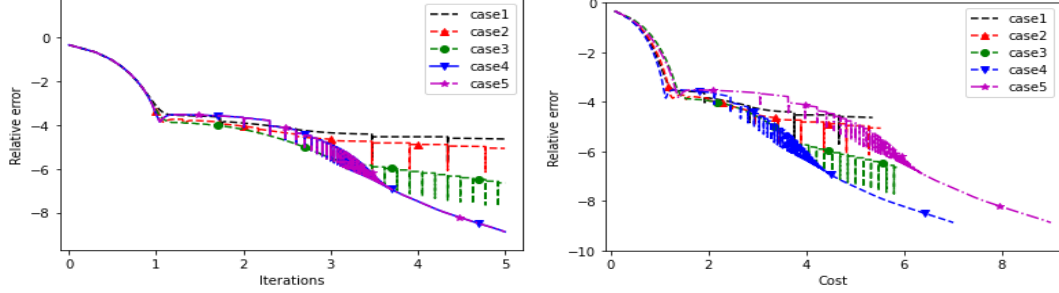 case1
case2
case3
case4
case5
0
−2
−4
−6
−8
Relative error
0 1 2 3 4 5
Iterations
case1
case2
case3
case4
case5
0
−2
−4
−6
−8
−10
Relative error
0 2 4 6 8
Cost